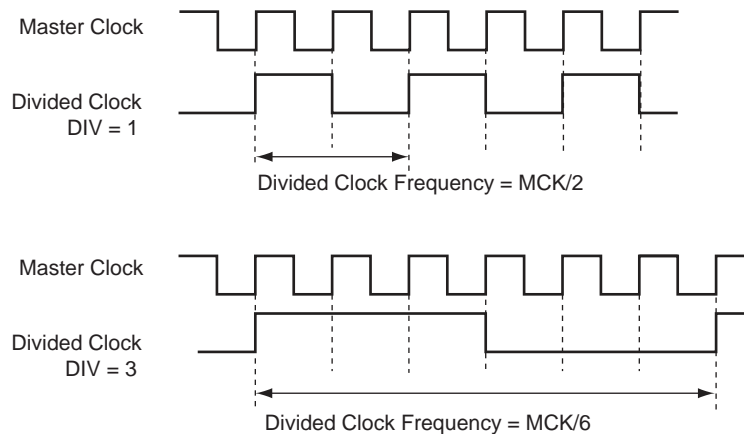 Master Clock
Divided Clock
DIV = 1
Divided Clock Frequency = MCK/2
Master Clock
Divided Clock
DIV = 3
Divided Clock Frequency = MCK/6